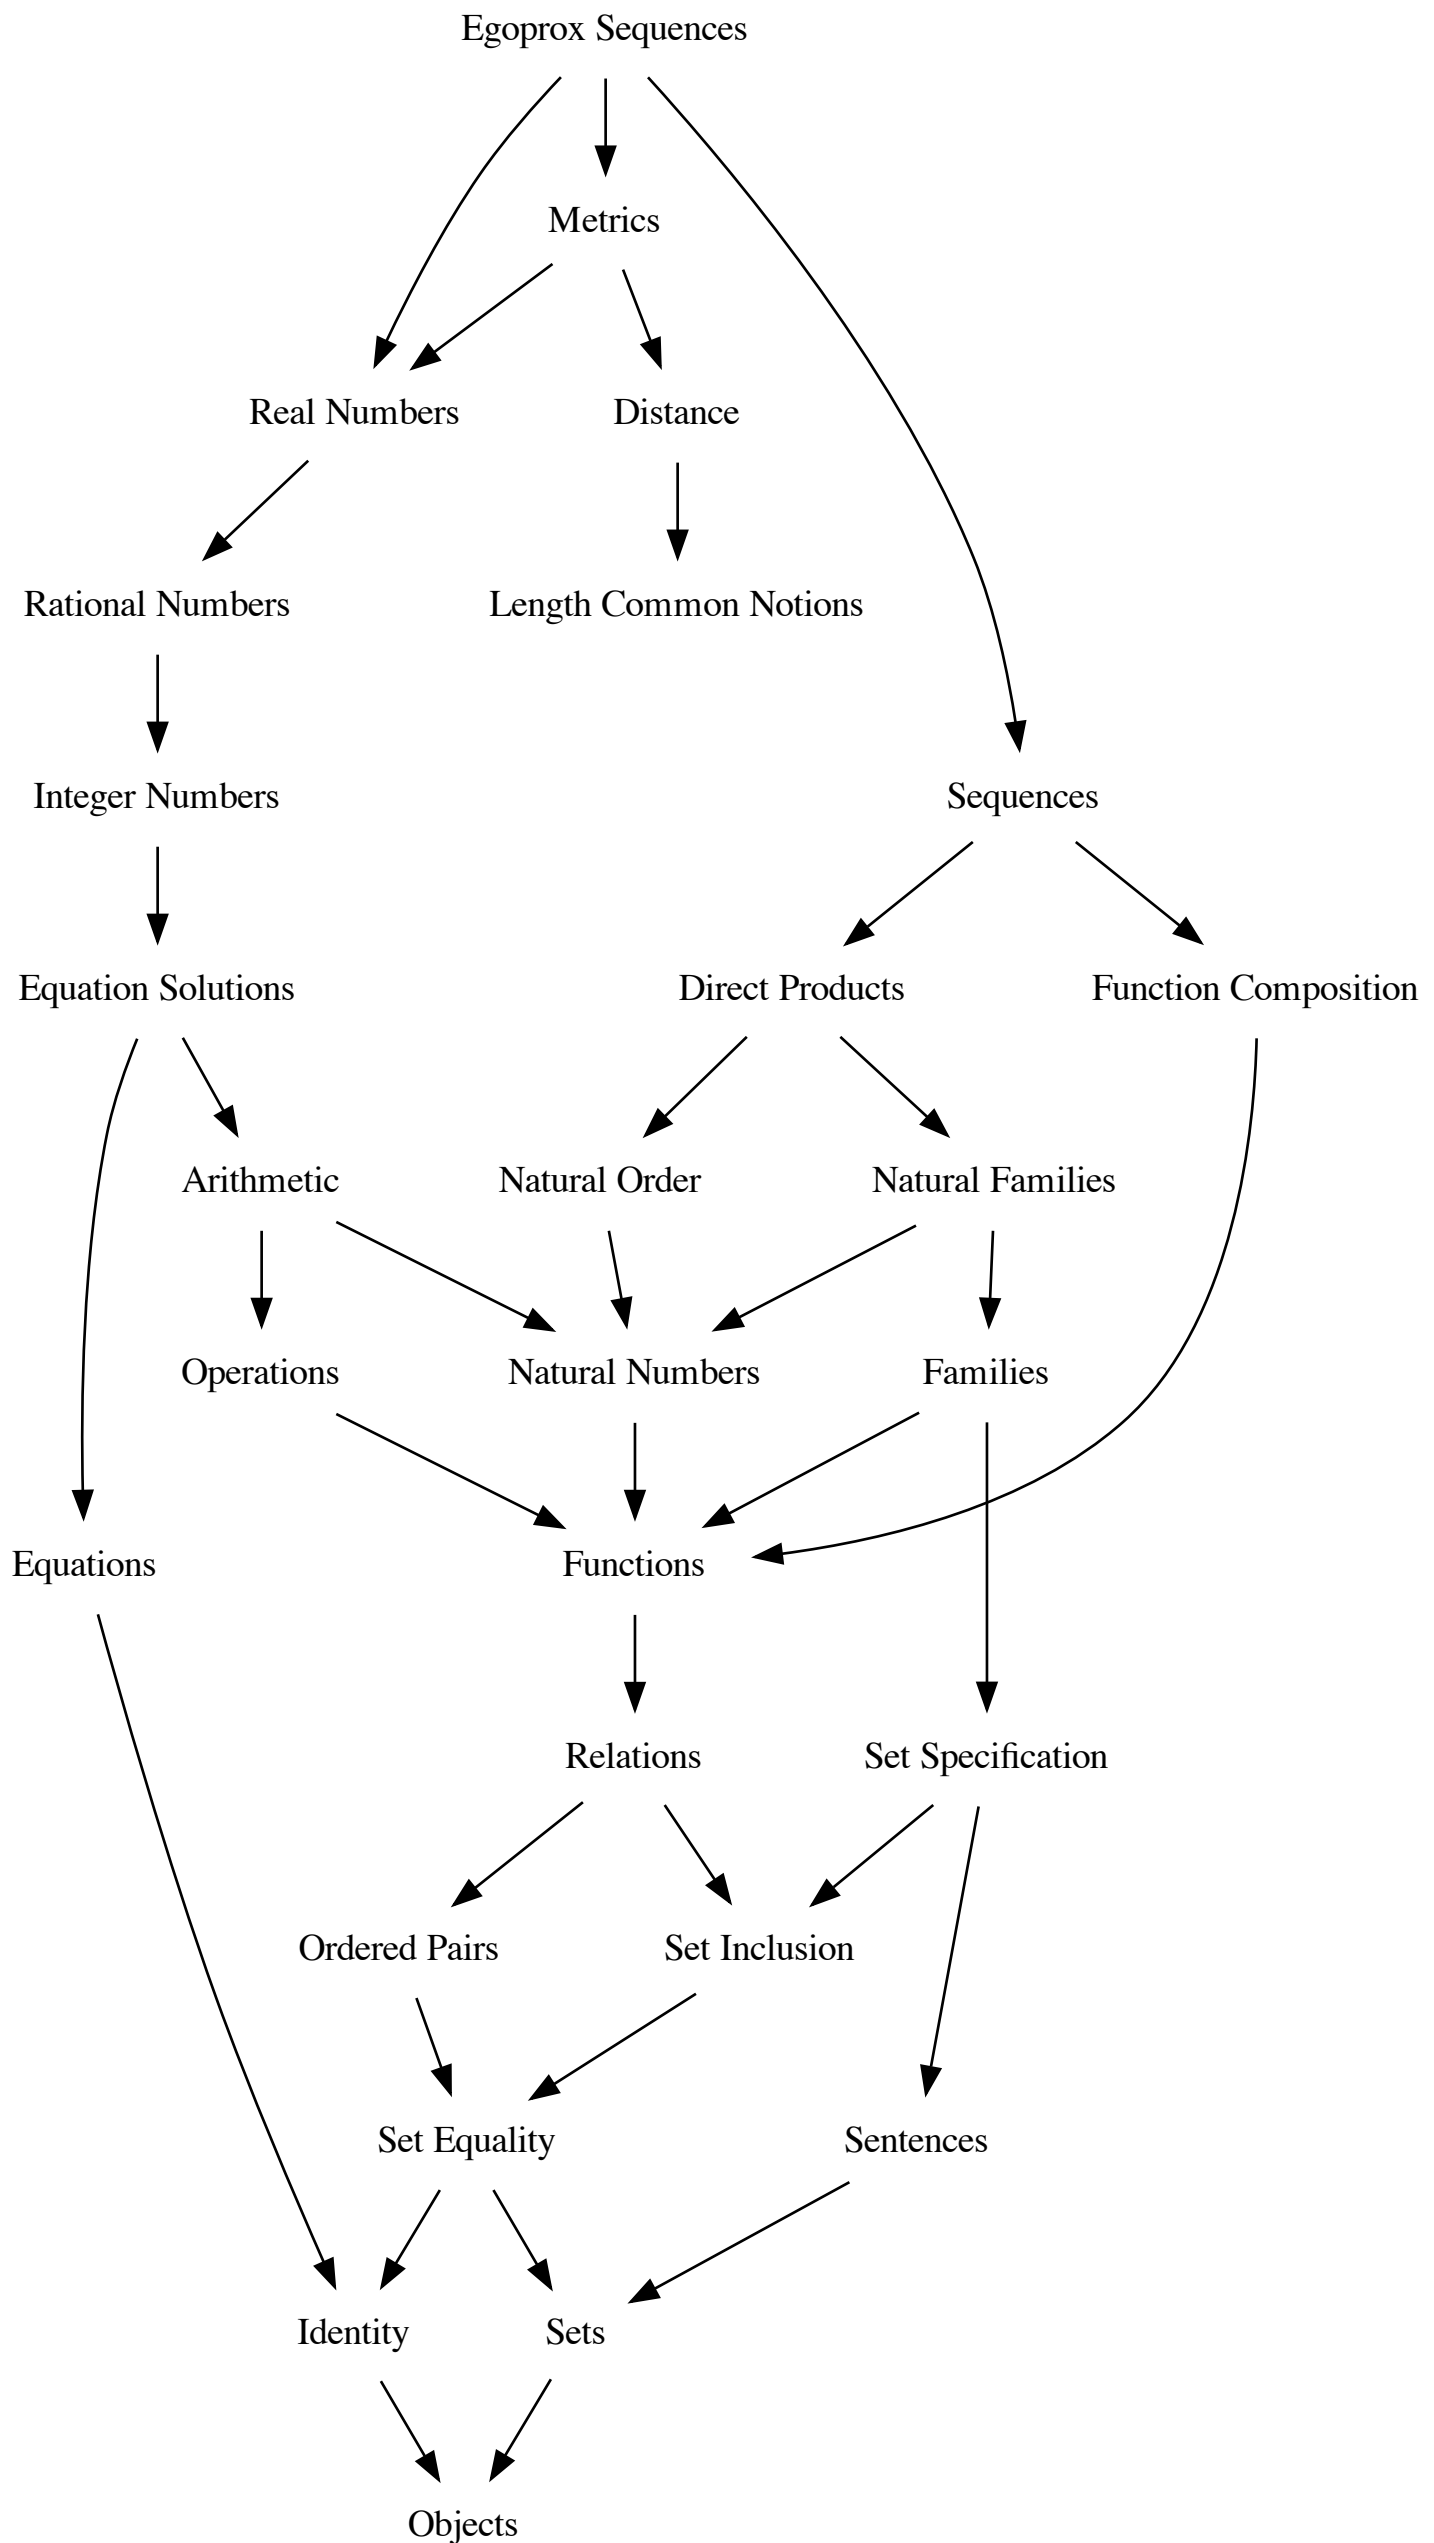 Egoprox Sequences
Metrics
Real Numbers
Distance
Rational Numbers
Length Common Notions
Integer Numbers
Sequences
Equation Solutions
Direct Products
Function Composition
Arithmetic
Natural Order
Natural Families
Operations
Natural Numbers
Families
Equations
Functions
Relations
Set Specification
Ordered Pairs
Set Inclusion
Set Equality
Sentences
Identity
Sets
Objects